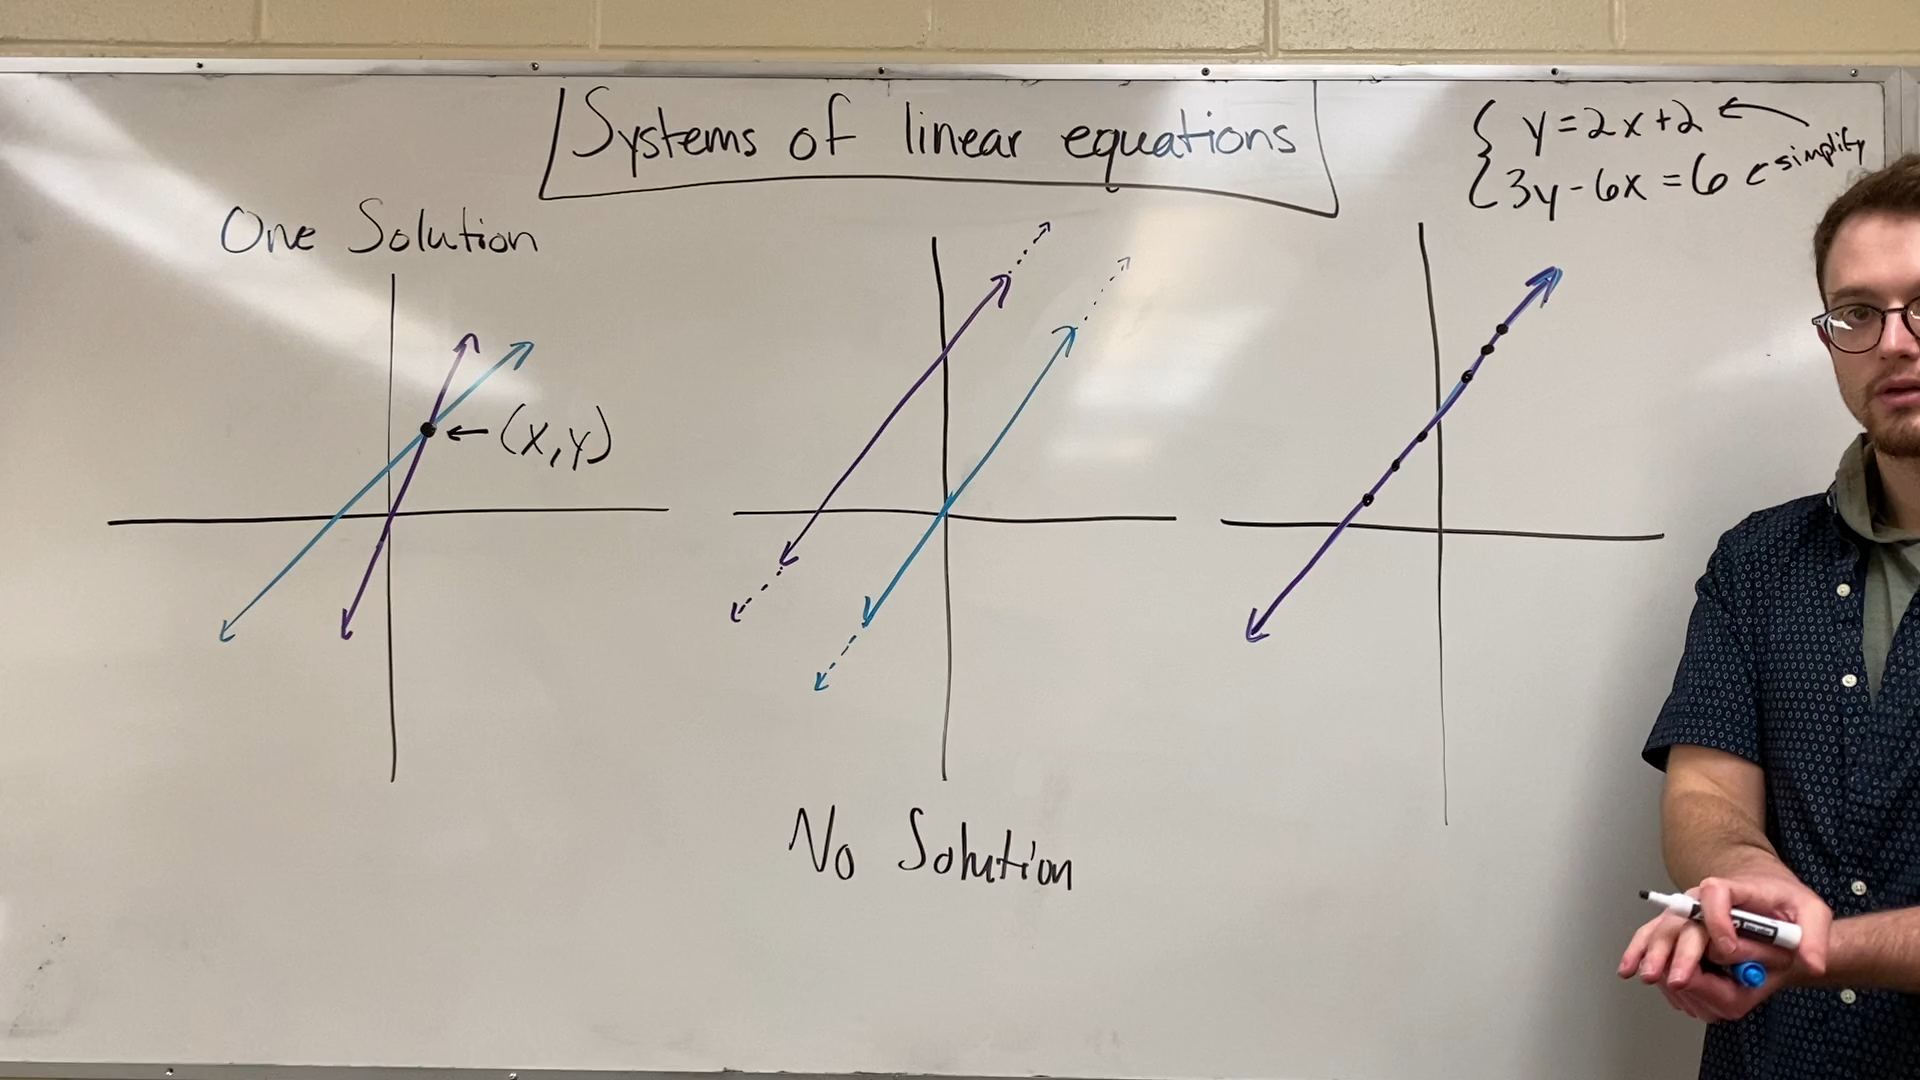 Systems of linear equations
y=2x+2
3y-6x=6
simplify
One Solution
(x,y)
No Solution